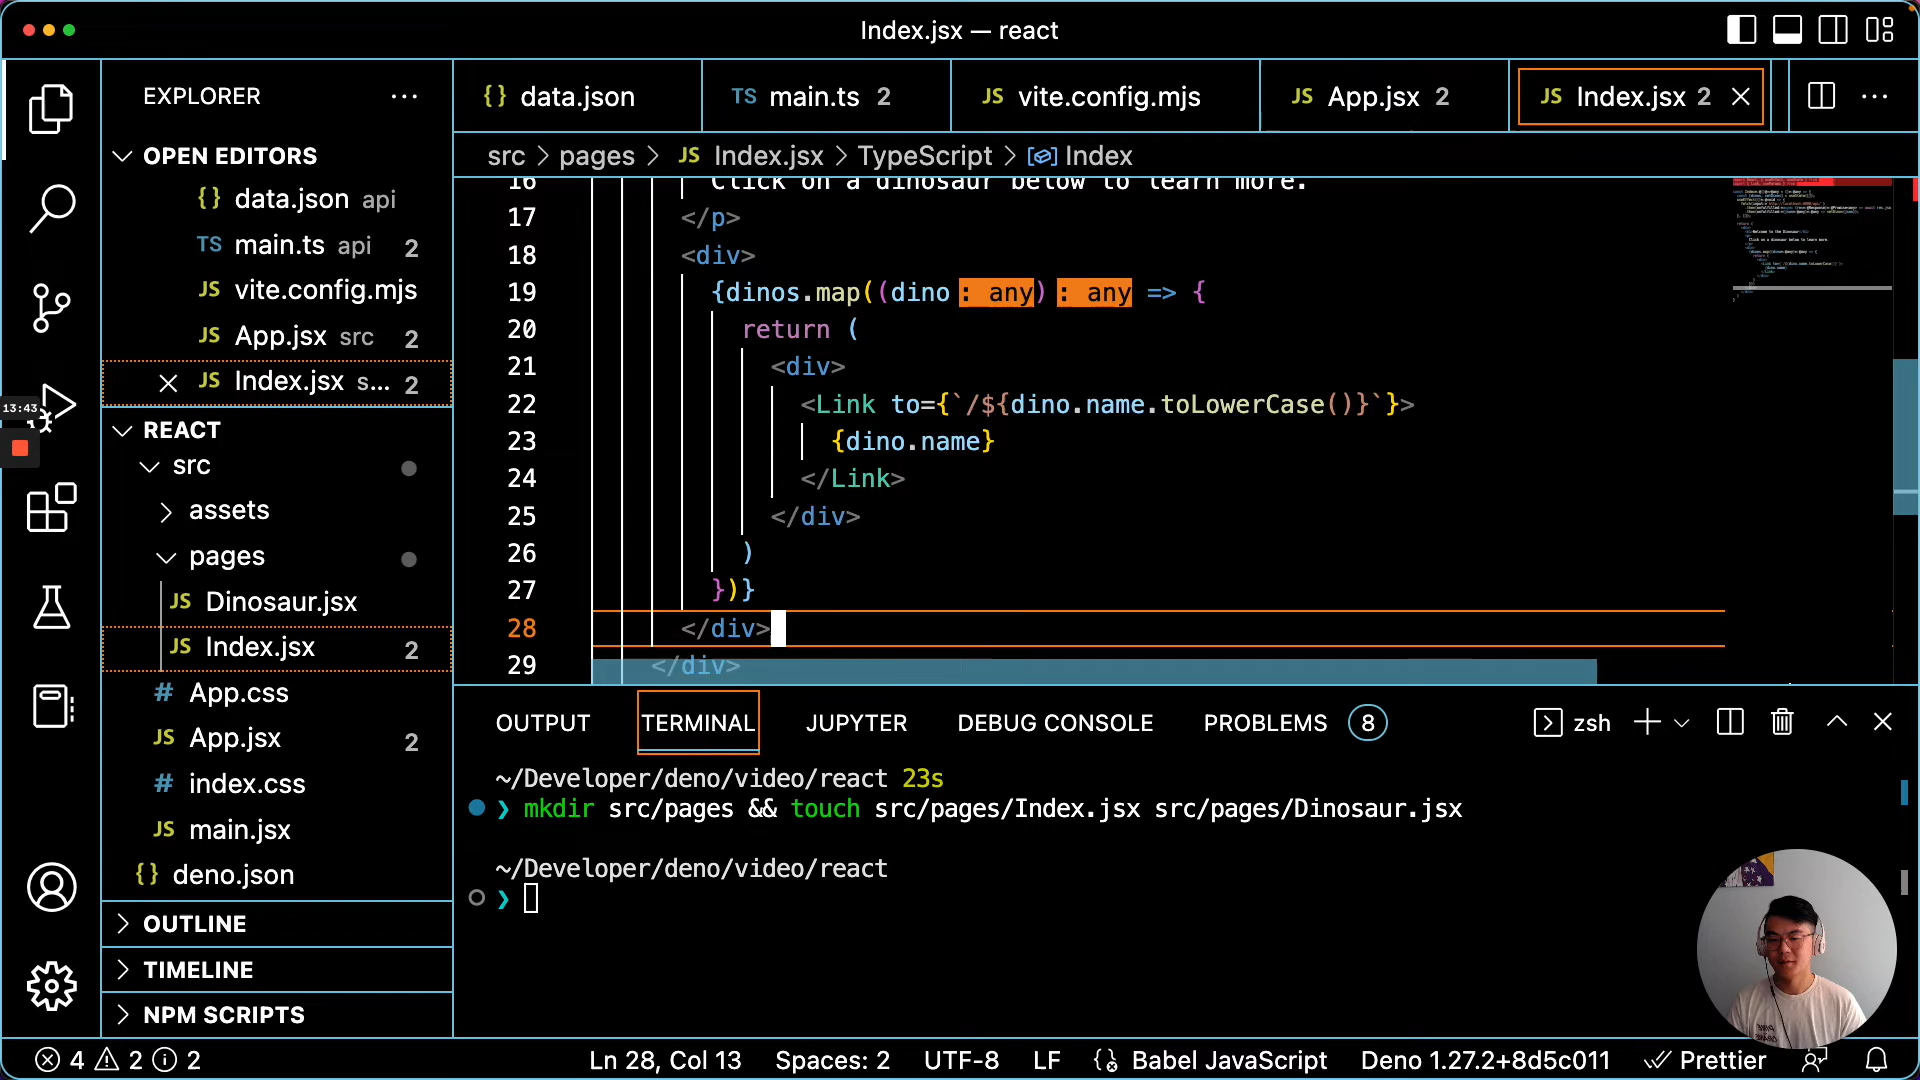 Index.jsx — react
EXPLORER
OPEN EDITORS
{} data.json api
TS main.ts api 2
JS vite.config.mjs
JS App.jsx src 2
JS Index.jsx s... 2
13:43
REACT
src
assets
pages
JS Dinosaur.jsx
JS Index.jsx 2
# App.css
JS App.jsx 2
# index.css
JS main.jsx
{} deno.json
OUTLINE
TIMELINE
NPM SCRIPTS
{} data.json
TS main.ts 2
JS vite.config.mjs
JS App.jsx 2
JS Index.jsx 2
src > pages > JS Index.jsx > TypeScript > Index
16 Click on a dinosaur below to learn more.
17 </p>
18 <div>
19 {dinos.map((dino: any): any => {
20 return (
21 <div>
22 <Link to={`/${dino.name.toLowerCase()}`}>
23 {dino.name}
24 </Link>
25 </div>
26 )
27 })}
28 </div>
29 </div>
OUTPUT TERMINAL JUPYTER DEBUG CONSOLE PROBLEMS 8 zsh
~/Developer/deno/video/react 23s
❯ mkdir src/pages && touch src/pages/Index.jsx src/pages/Dinosaur.jsx
~/Developer/deno/video/react
❯
4 2 2 Ln 28, Col 13 Spaces: 2 UTF-8 LF Babel JavaScript Deno 1.27.2+8d5c011 Prettier